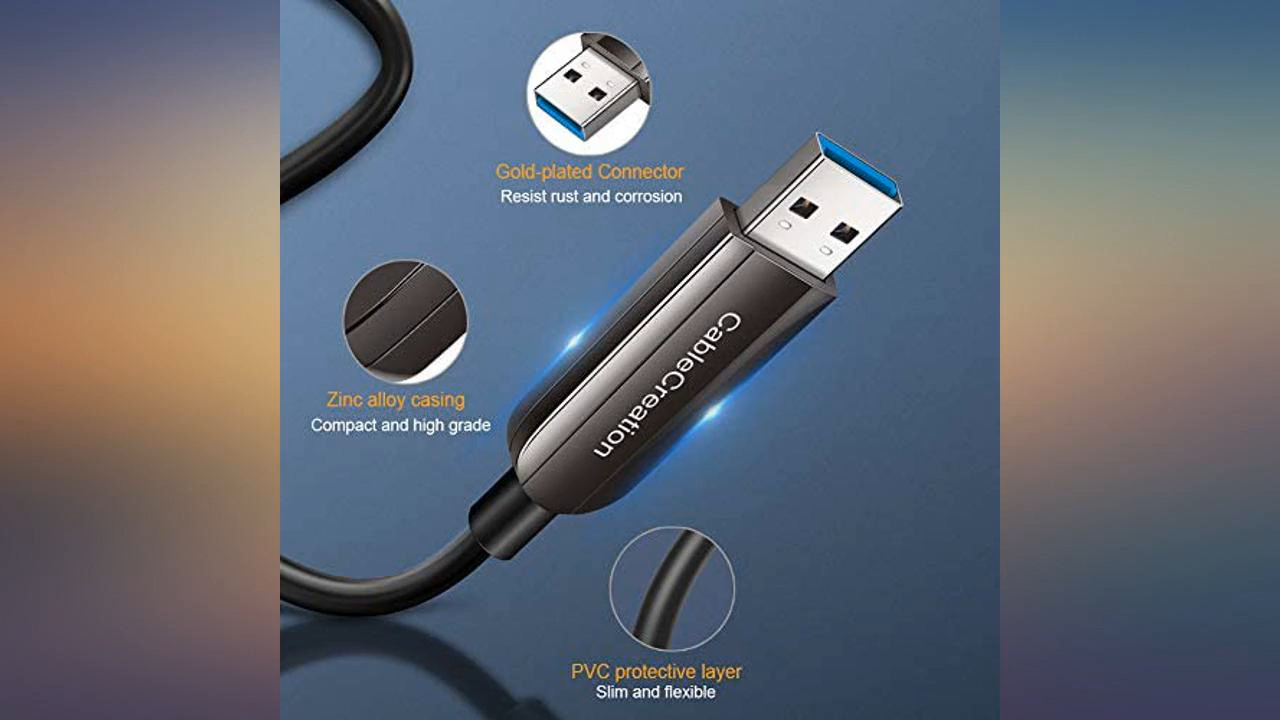 Gold-plated Connector
Resist rust and corrosion
CableCreation
Zinc alloy casing
Compact and high grade
PVC protective layer
Slim and flexible